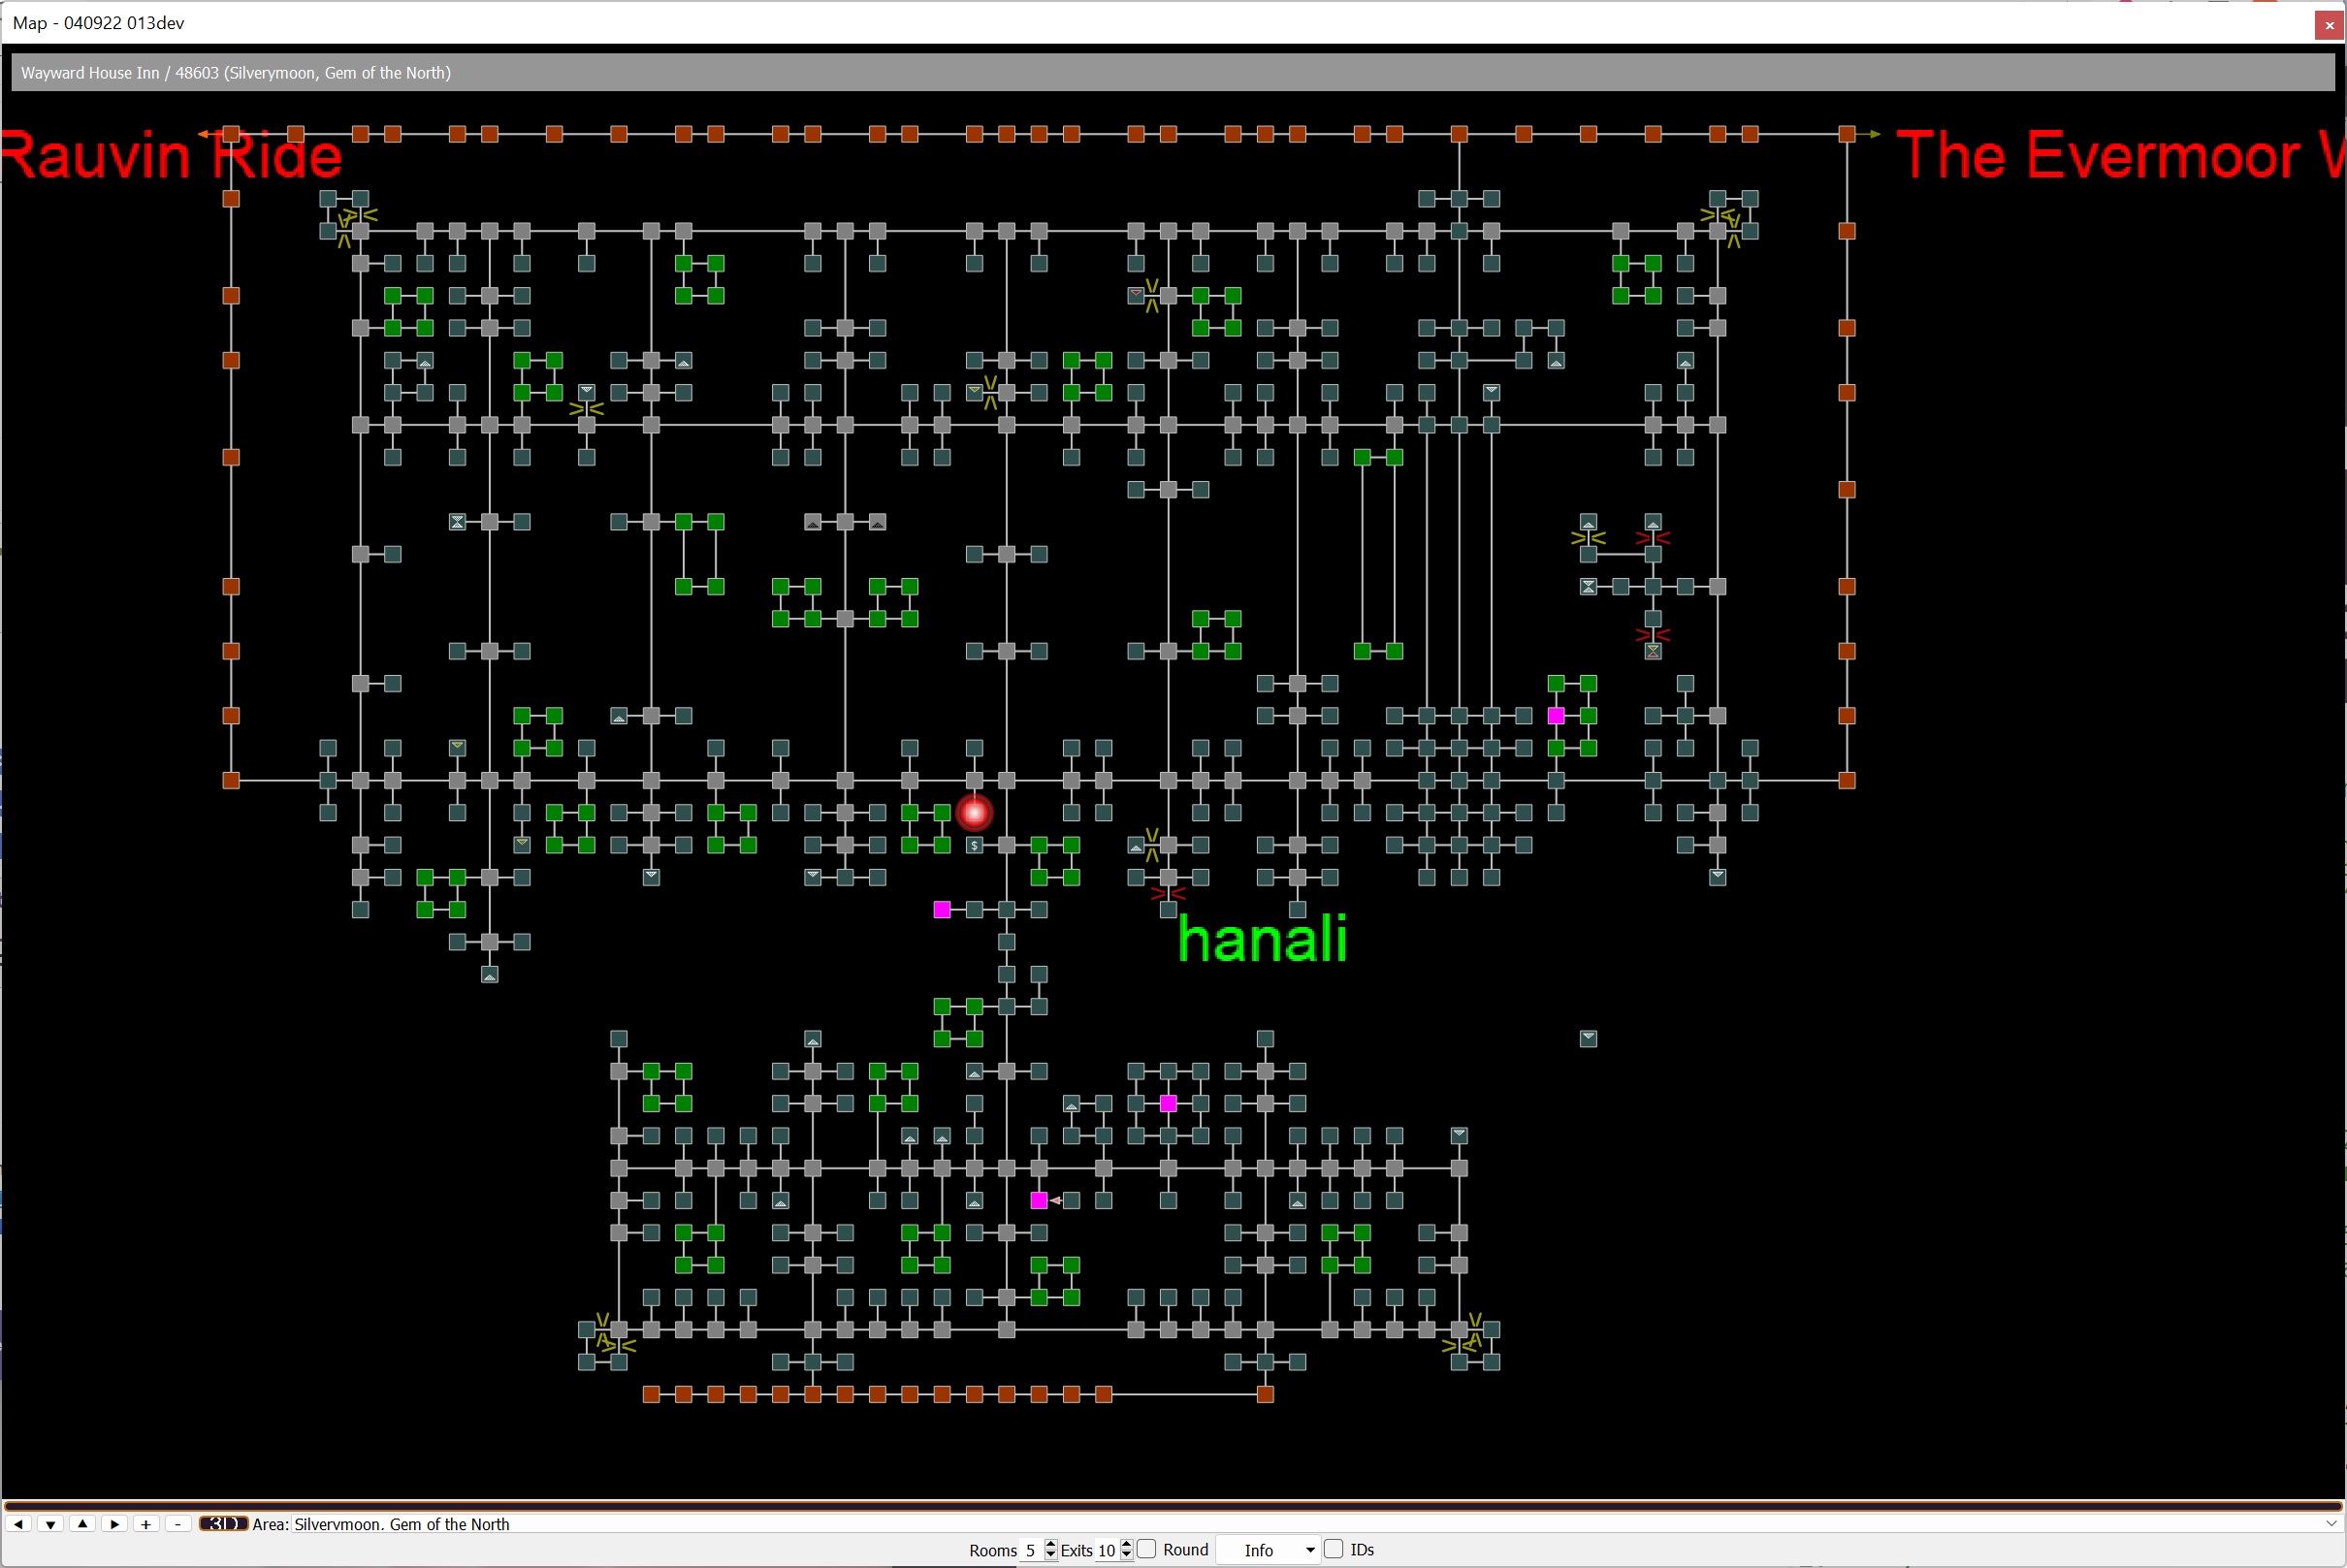 Map - 040922 013dev
Wayward House Inn / 48603 (Silverymoon, Gem of the North)
Rauvin Ride
The Evermoor W
$
hanali
+ - 3D Area: Silverymoon, Gem of the North
Rooms 5 Exits 10 Round Info IDs